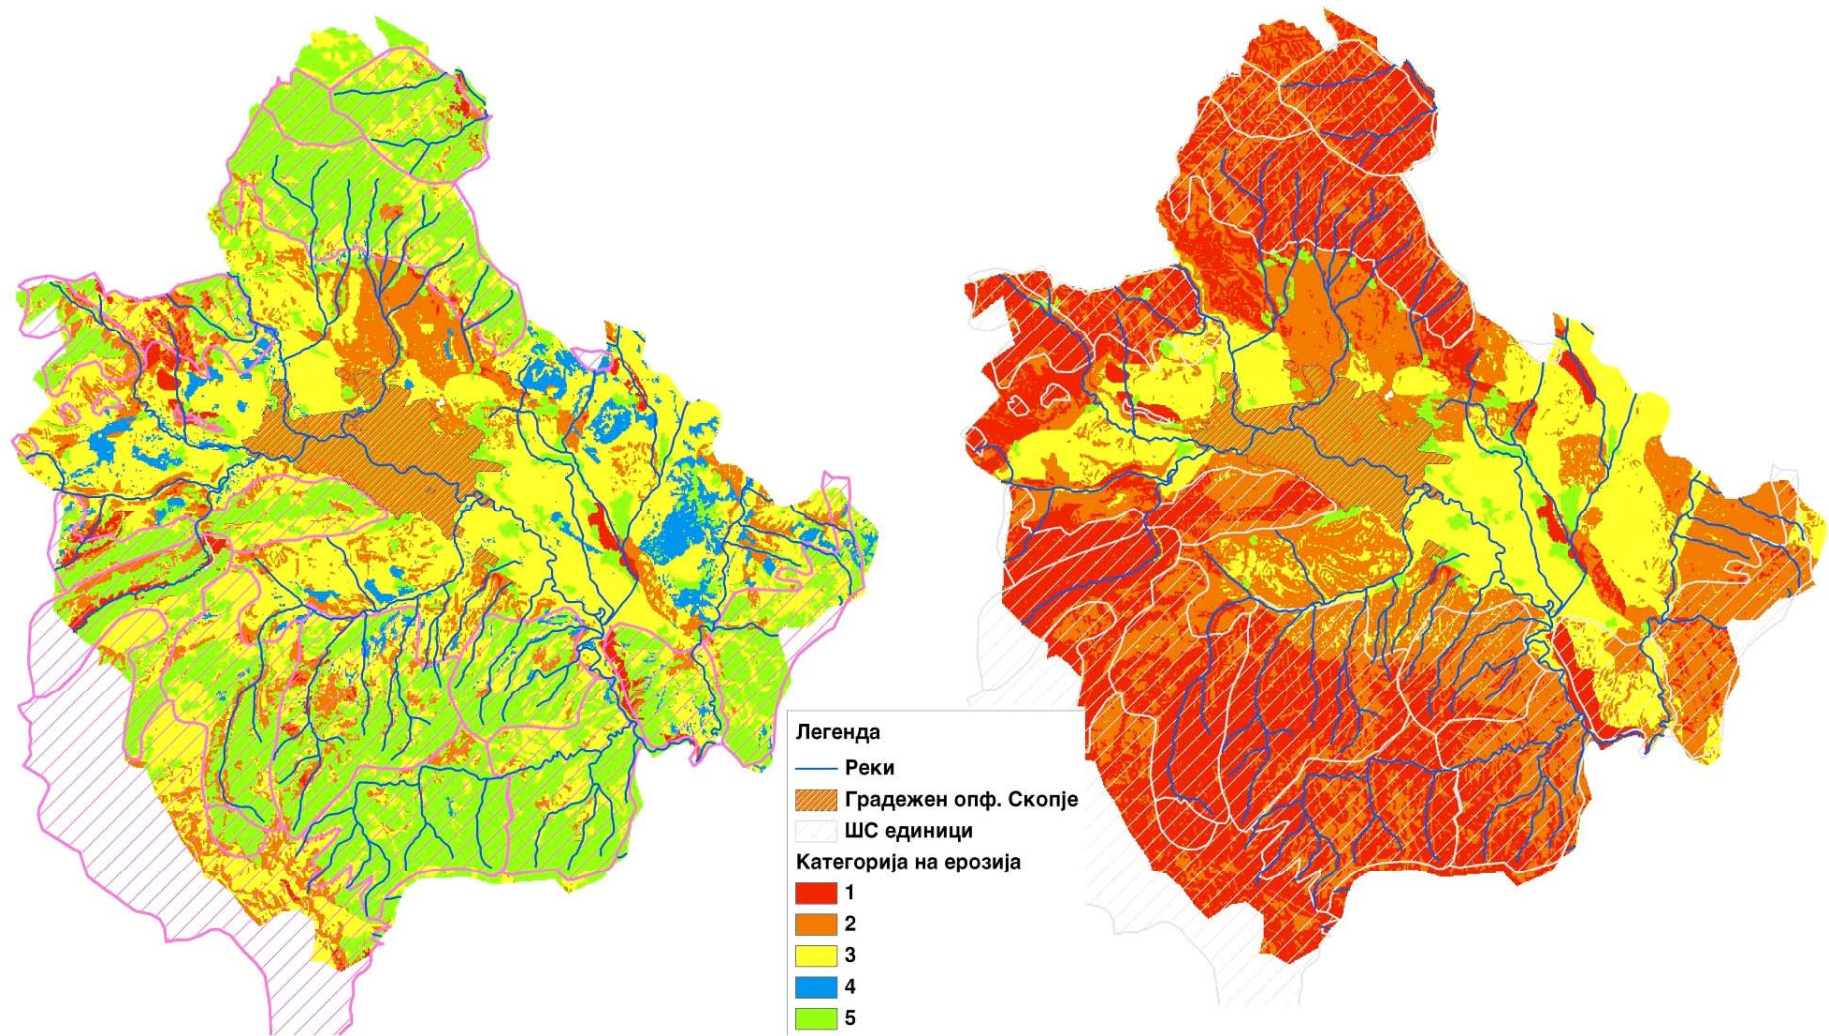 Легенда
Реки
Градежен опф. Скопје
ШС единици
Категорија на ерозија
1
2
3
4
5